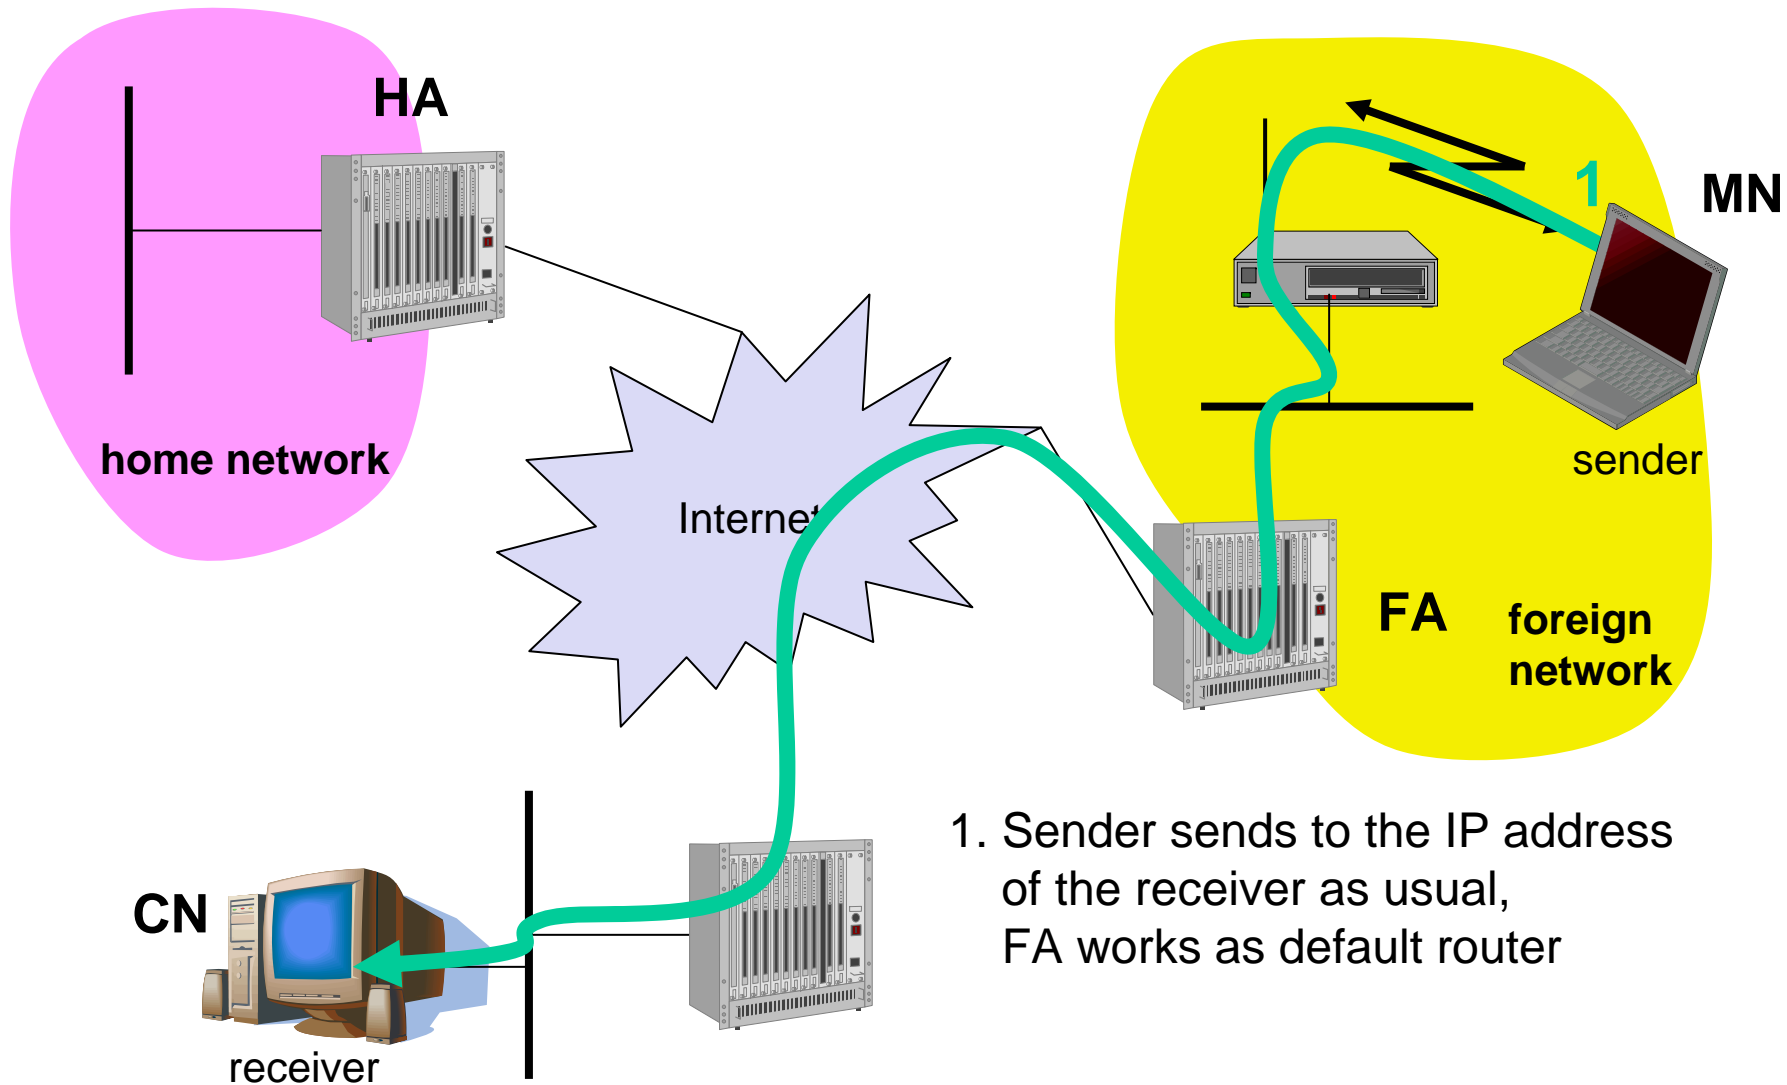 HA
1
MN
home network
sender
Internet
FA
foreign
network
1. Sender sends to the IP address
of the receiver as usual,
FA works as default router
CN
receiver